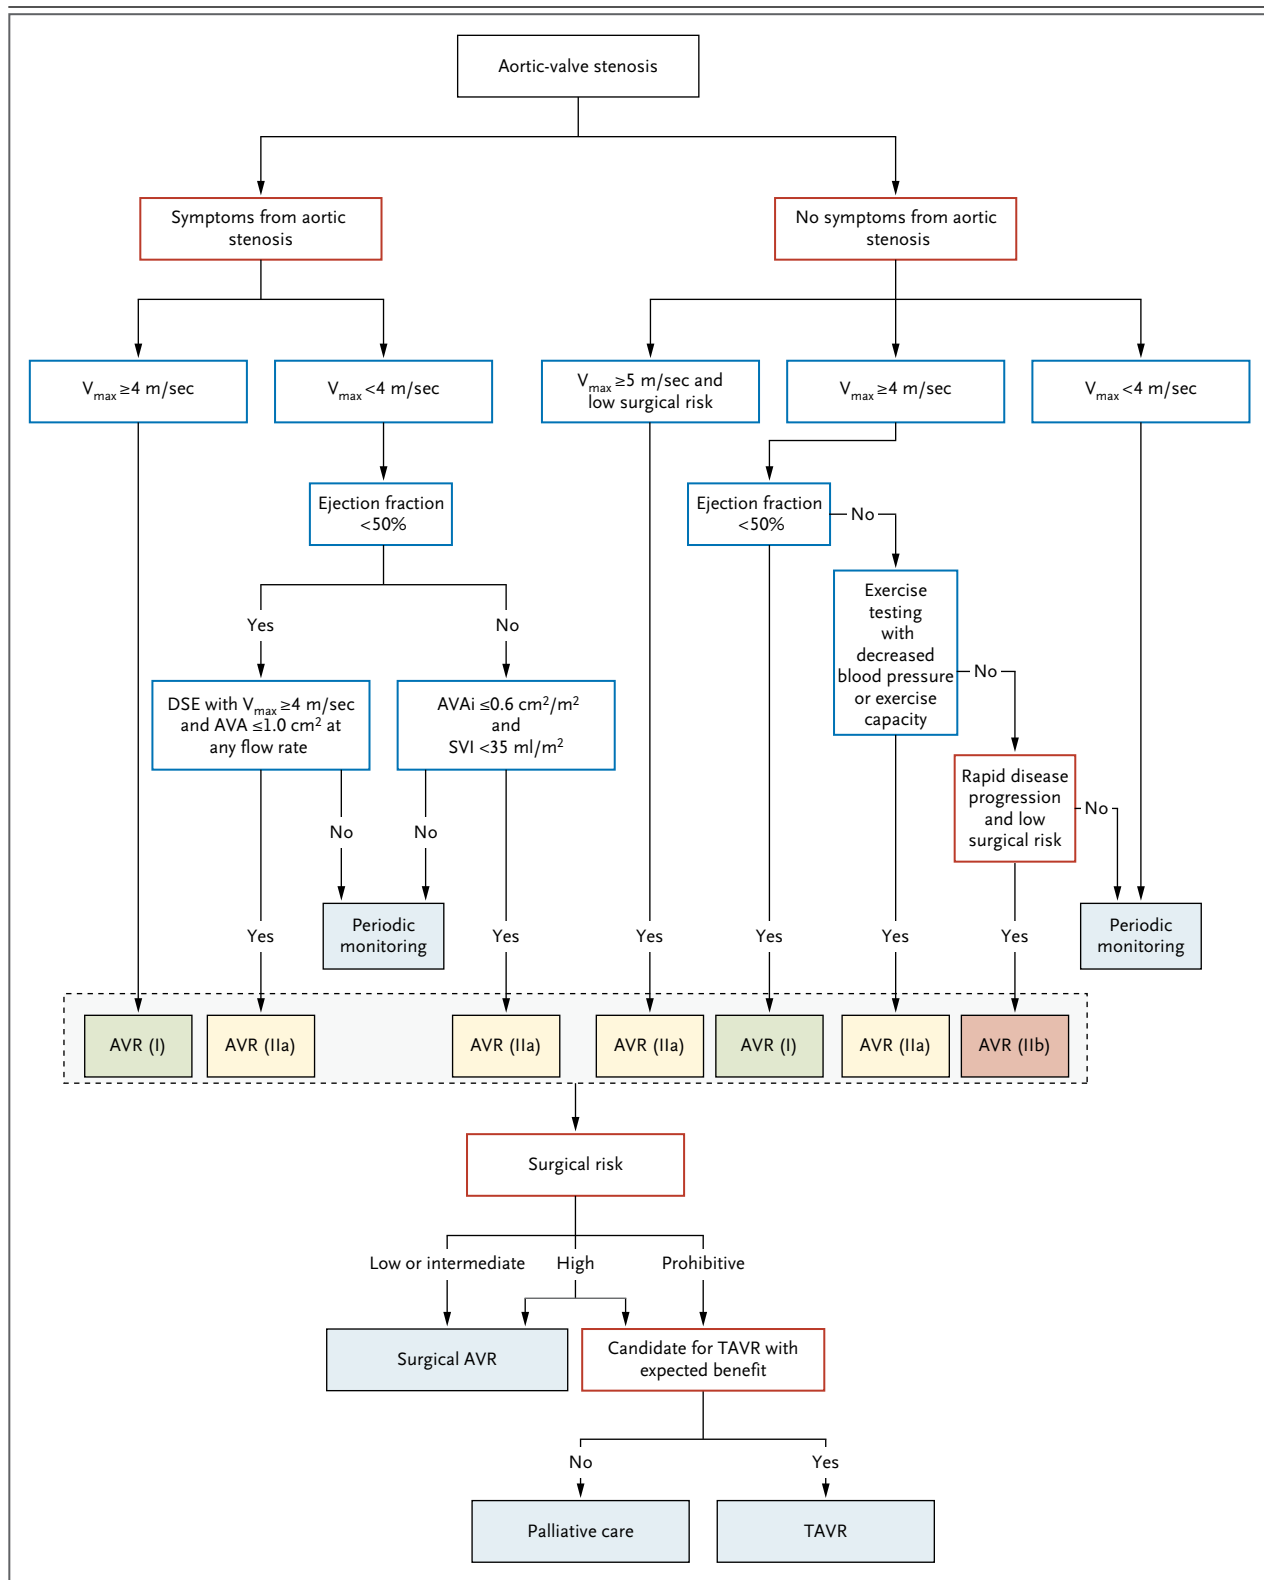 Aortic-valve stenosis
Symptoms from aortic
stenosis
No symptoms from aortic
stenosis
Vmax ≥4 m/sec
Vmax <4 m/sec
Vmax ≥5 m/sec and
low surgical risk
Vmax ≥4 m/sec
Vmax <4 m/sec
Ejection fraction
<50%
Ejection fraction
<50%
No
Exercise
testing
with
decreased
blood pressure
or exercise
capacity
Yes
No
No
DSE with Vmax ≥4 m/sec
and AVA ≤1.0 cm² at
any flow rate
AVAi ≤0.6 cm²/m²
and
SVI <35 ml/m²
Rapid disease
progression
and low
surgical risk
No
No
No
Periodic
monitoring
Periodic
monitoring
Yes
Yes
Yes
Yes
Yes
Yes
AVR (I)
AVR (IIa)
AVR (IIa)
AVR (IIa)
AVR (I)
AVR (IIa)
AVR (IIb)
Surgical risk
Low or intermediate
High
Prohibitive
Surgical AVR
Candidate for TAVR with
expected benefit
No
Yes
Palliative care
TAVR